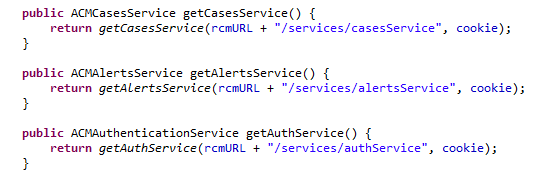 public ACMCasesService getCasesService() {
return getCasesService(rcmURL + "/services/casesService", cookie);
}
public ACMAlertsService getAlertsService() {
return getAlertsService(rcmURL + "/services/alertsService", cookie);
}
public ACMAuthenticationService getAuthService() {
return getAuthService(rcmURL + "/services/authService", cookie);
}